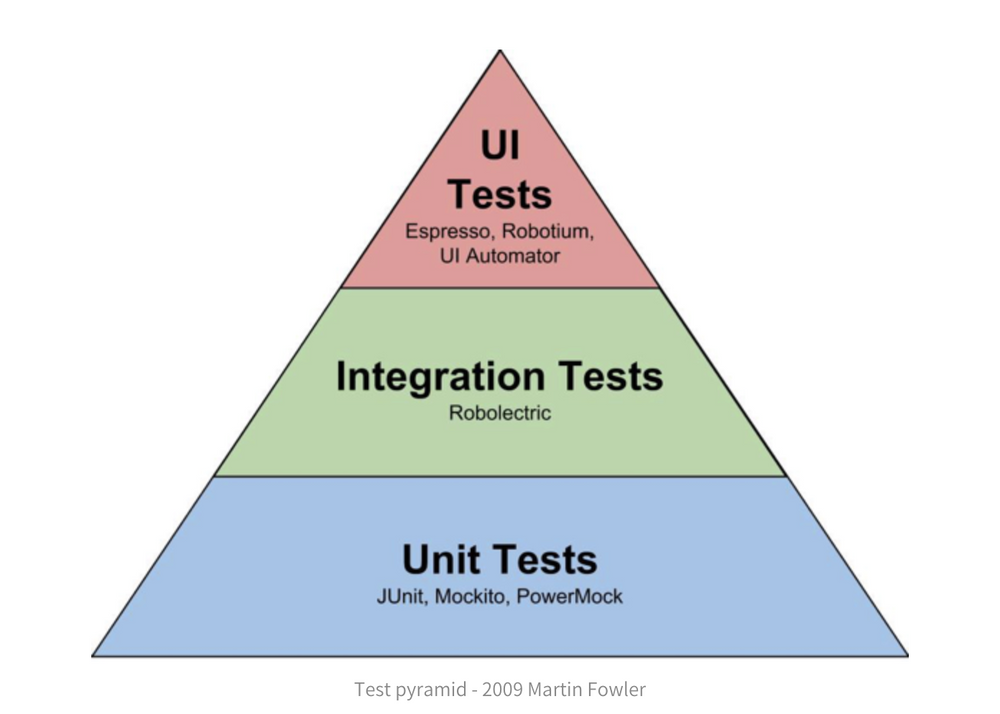 UI
Tests
Espresso, Robotium,
UI Automator
Integration Tests
Robolectric
Unit Tests
JUnit, Mockito, PowerMock
Test pyramid - 2009 Martin Fowler